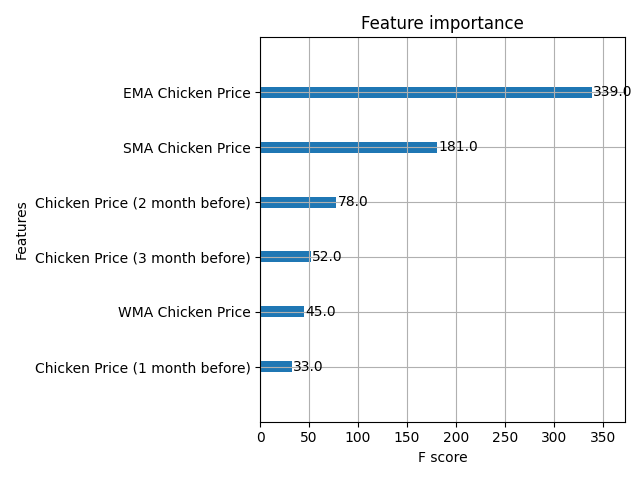 Feature importance
Features
EMA Chicken Price
339.0
SMA Chicken Price
181.0
Chicken Price (2 month before)
78.0
Chicken Price (3 month before)
52.0
WMA Chicken Price
45.0
Chicken Price (1 month before)
33.0
0 50 100 150 200 250 300 350
F score